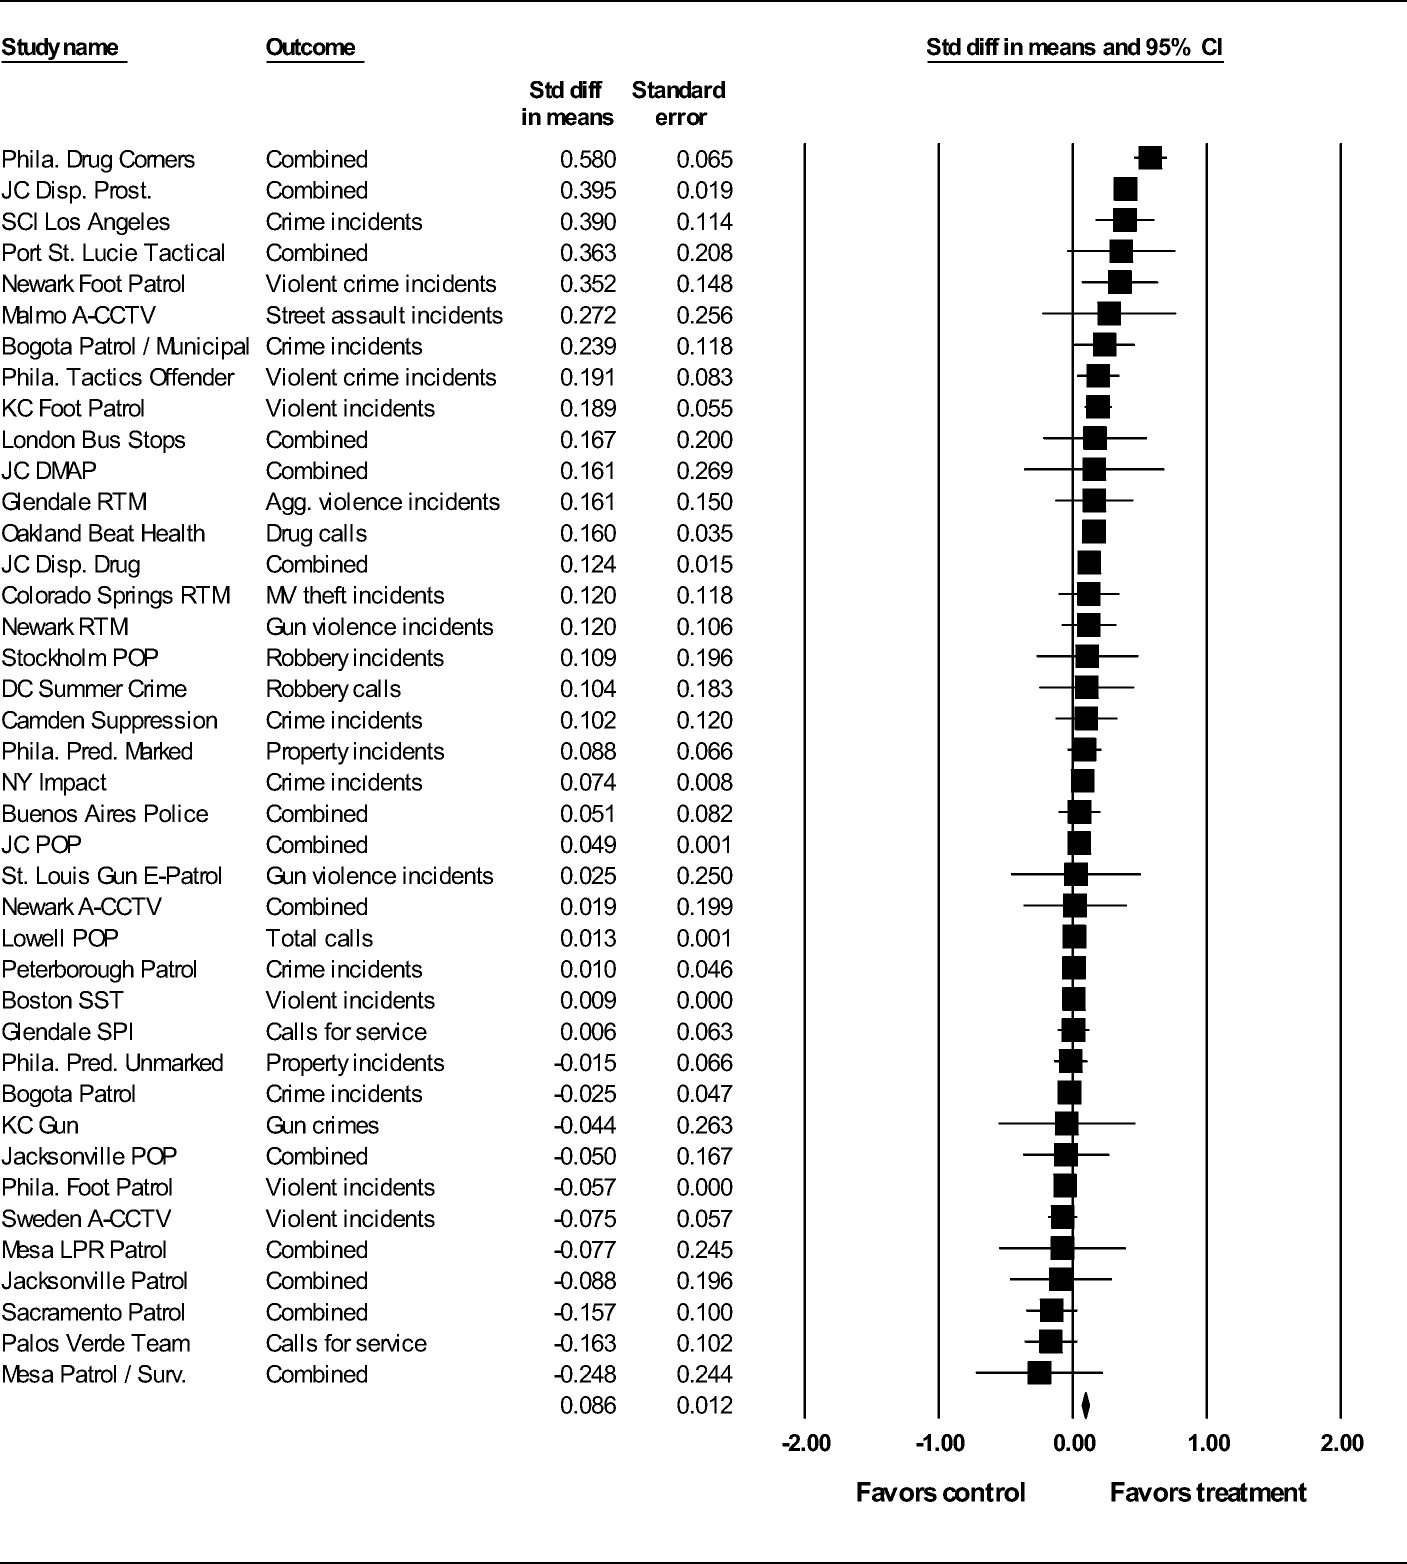 Study name Outcome Std diff in means and 95% CI
Std diff Standard
in means error
Phila. Drug Corners Combined 0.580 0.065
JC Disp. Prost. Combined 0.395 0.019
SCI Los Angeles Crime incidents 0.390 0.114
Port St. Lucie Tactical Combined 0.363 0.208
Newark Foot Patrol Violent crime incidents 0.352 0.148
Malmo A-CCTV Street assault incidents 0.272 0.256
Bogota Patrol / Municipal Crime incidents 0.239 0.118
Phila. Tactics Offender Violent crime incidents 0.191 0.083
KC Foot Patrol Violent incidents 0.189 0.055
London Bus Stops Combined 0.167 0.200
JC DMAP Combined 0.161 0.269
Glendale RTM Agg. violence incidents 0.161 0.150
Oakland Beat Health Drug calls 0.160 0.035
JC Disp. Drug Combined 0.124 0.015
Colorado Springs RTM MV theft incidents 0.120 0.118
Newark RTM Gun violence incidents 0.120 0.106
Stockholm POP Robbery incidents 0.109 0.196
DC Summer Crime Robbery calls 0.104 0.183
Camden Suppression Crime incidents 0.102 0.120
Phila. Pred. Marked Property incidents 0.088 0.066
NY Impact Crime incidents 0.074 0.008
Buenos Aires Police Combined 0.051 0.082
JC POP Combined 0.049 0.001
St. Louis Gun E-Patrol Gun violence incidents 0.025 0.250
Newark A-CCTV Combined 0.019 0.199
Lowell POP Total calls 0.013 0.001
Peterborough Patrol Crime incidents 0.010 0.046
Boston SST Violent incidents 0.009 0.000
Glendale SPI Calls for service 0.006 0.063
Phila. Pred. Unmarked Property incidents -0.015 0.066
Bogota Patrol Crime incidents -0.025 0.047
KC Gun Gun crimes -0.044 0.263
Jacksonville POP Combined -0.050 0.167
Phila. Foot Patrol Violent incidents -0.057 0.000
Sweden A-CCTV Violent incidents -0.075 0.057
Mesa LPR Patrol Combined -0.077 0.245
Jacksonville Patrol Combined -0.088 0.196
Sacramento Patrol Combined -0.157 0.100
Palos Verde Team Calls for service -0.163 0.102
Mesa Patrol / Surv. Combined -0.248 0.244
0.086 0.012
-2.00 -1.00 0.00 1.00 2.00
Favors control Favors treatment